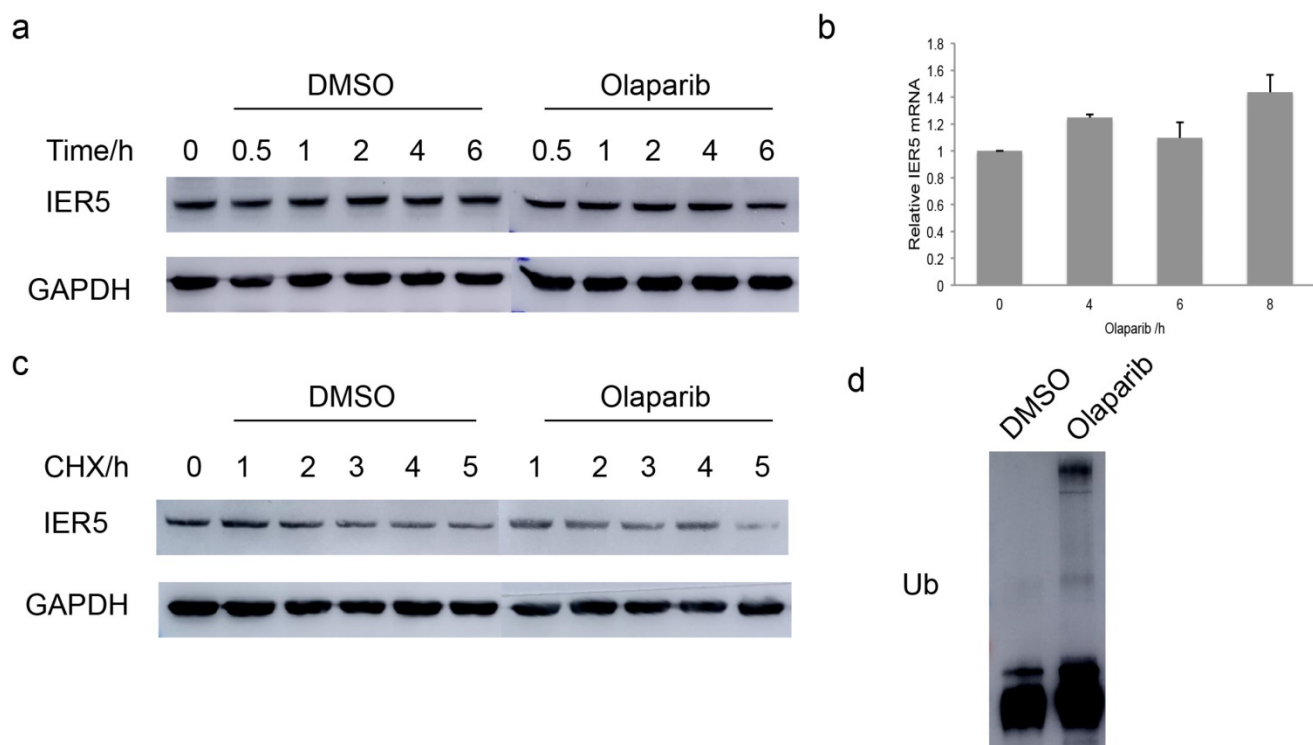 a
DMSO Olaparib
Time/h 0 0.5 1 2 4 6 0.5 1 2 4 6
IER5
GAPDH
b
Relative IER5 mRNA
1.8
1.6
1.4
1.2
1
0.8
0.6
0.4
0.2
0
0 4 6 8
Olaparib /h
c
DMSO Olaparib
CHX/h 0 1 2 3 4 5 1 2 3 4 5
IER5
GAPDH
d
DMSO
Olaparib
Ub